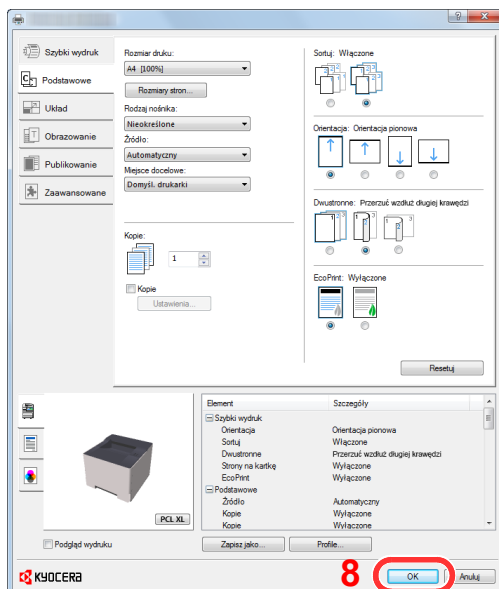 Szybki wydruk
Podstawowe
Układ
Obrazowanie
Publikowanie
Zaawansowane
Rozmiar druku:
A4 [100%]
Rozmiary stron...
Rodzaj nośnika:
Nieokreślone
Źródło:
Automatyczny
Miejsce docelowe:
Domyśl. drukarki
Kopie:
1
Kopie
Ustawienia...
Sortuj: Włączone
Orientacja: Orientacja pionowa
Dwustronne: Przerzuć wzdłuż długiej krawędzi
EcoPrint: Wyłączone
Resetuj
PCL XL
Podgląd wydruku
Element Szczegóły
Szybki wydruk
Orientacja Orientacja pionowa
Sortuj Włączone
Dwustronne Przerzuć wzdłuż długiej krawędzi
Strony na kartkę Wyłączone
EcoPrint Wyłączone
Podstawowe
Źródło Automatyczny
Kopie Wyłączone
Kopie Wyłączone
Zapisz jako... Profile...
KYOCERA
8
OK
Anuluj